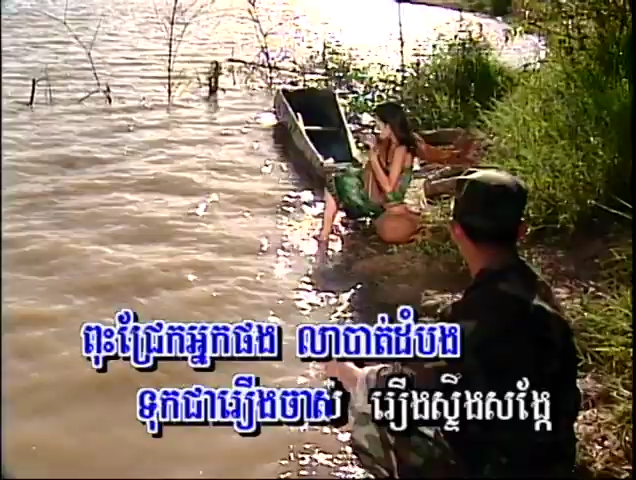 ពុះជ្រែកអ្នកផង លាបាត់ដំបង
ទុកជារឿងចាស់ រឿងស្ទឹងសង្កែ